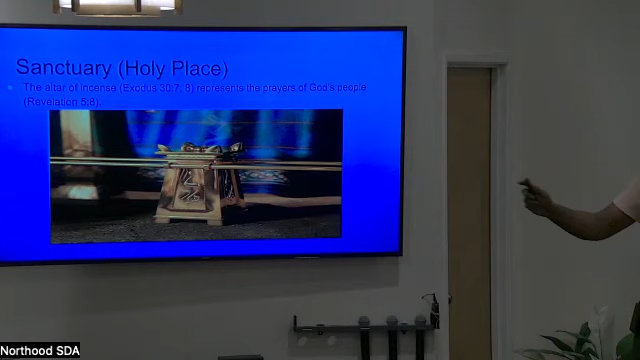 Sanctuary (Holy Place)
The altar of incense (Exodus 30:7, 8) represents the prayers of God's people
(Revelation 5:8).
Northood SDA